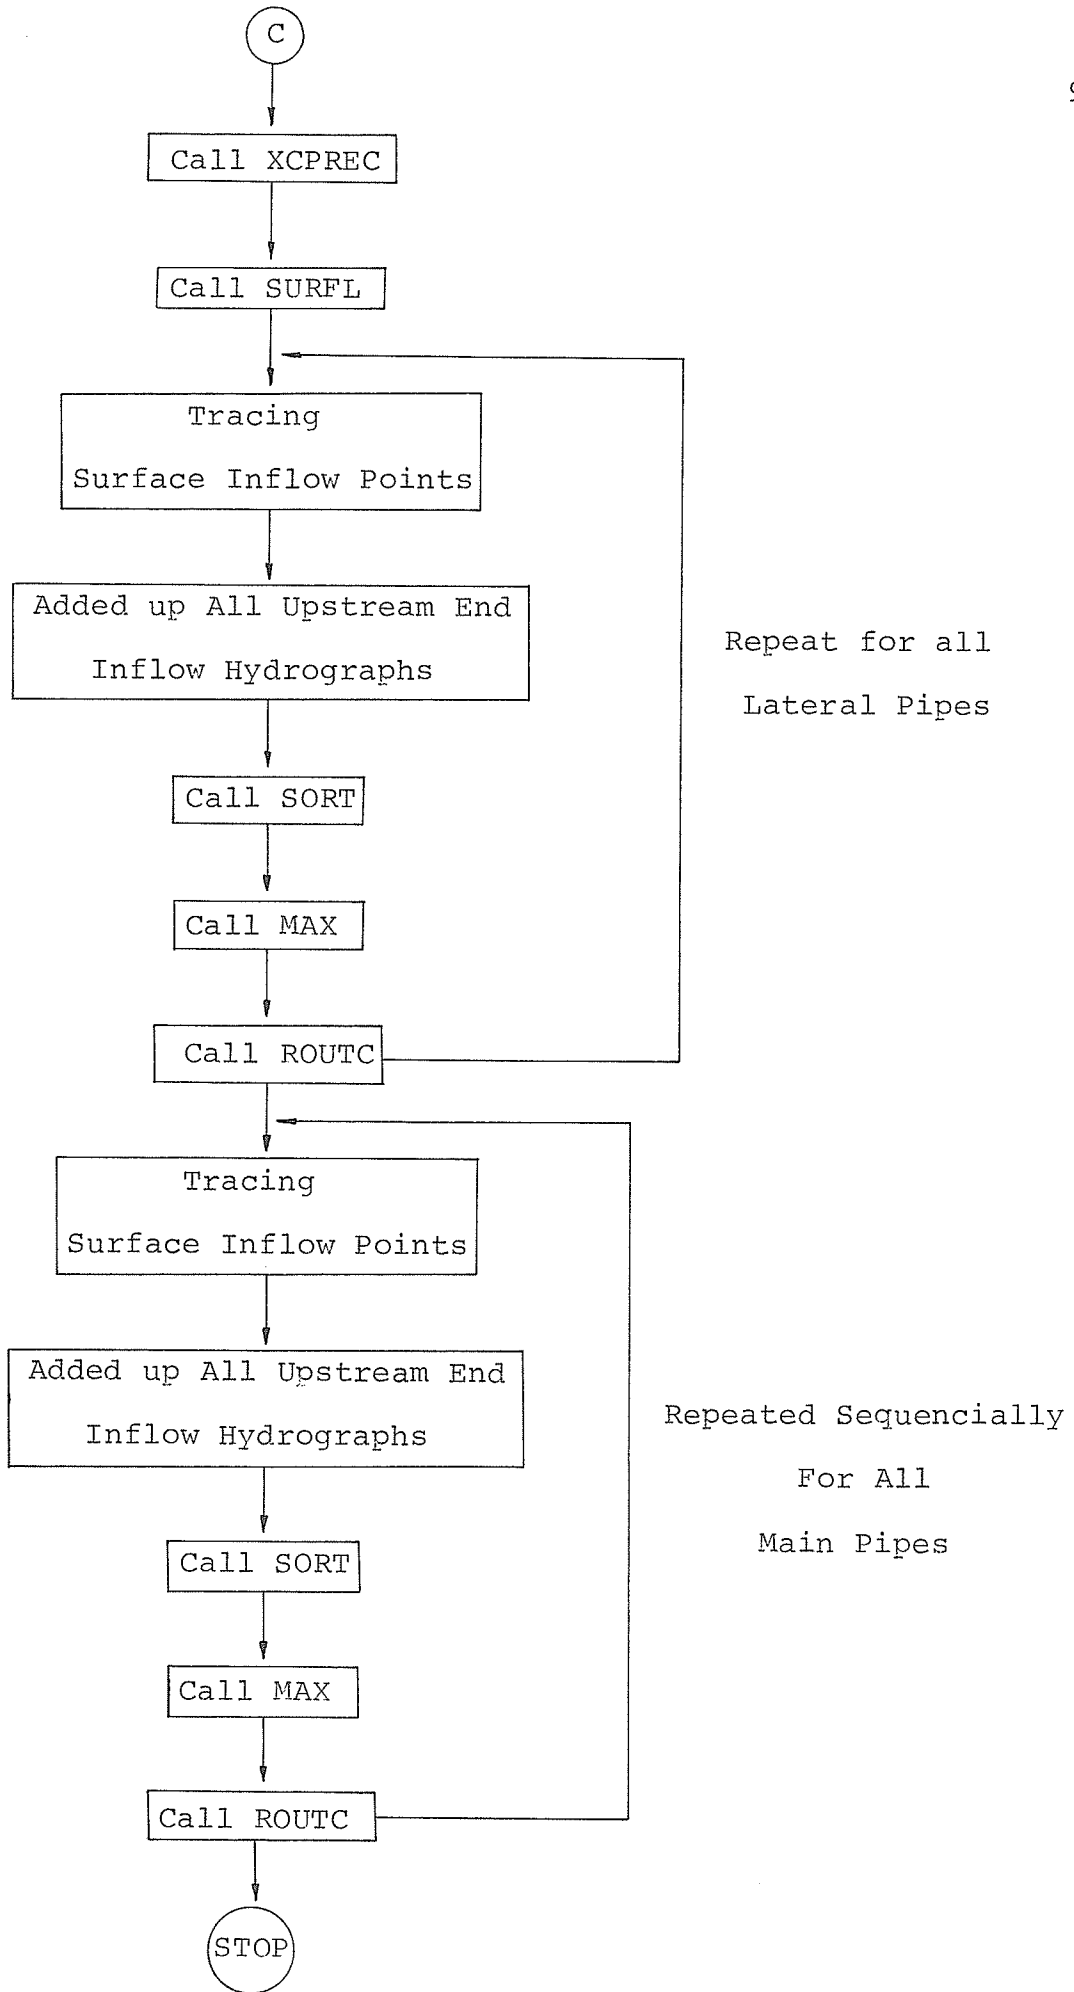 C
Call XCPREC
Call SURFL
Tracing
Surface Inflow Points
Added up All Upstream End
Inflow Hydrographs
Repeat for all
Lateral Pipes
Call SORT
Call MAX
Call ROUTC
Tracing
Surface Inflow Points
Added up All Upstream End
Inflow Hydrographs
Repeated Sequencially
For All
Main Pipes
Call SORT
Call MAX
Call ROUTC
STOP